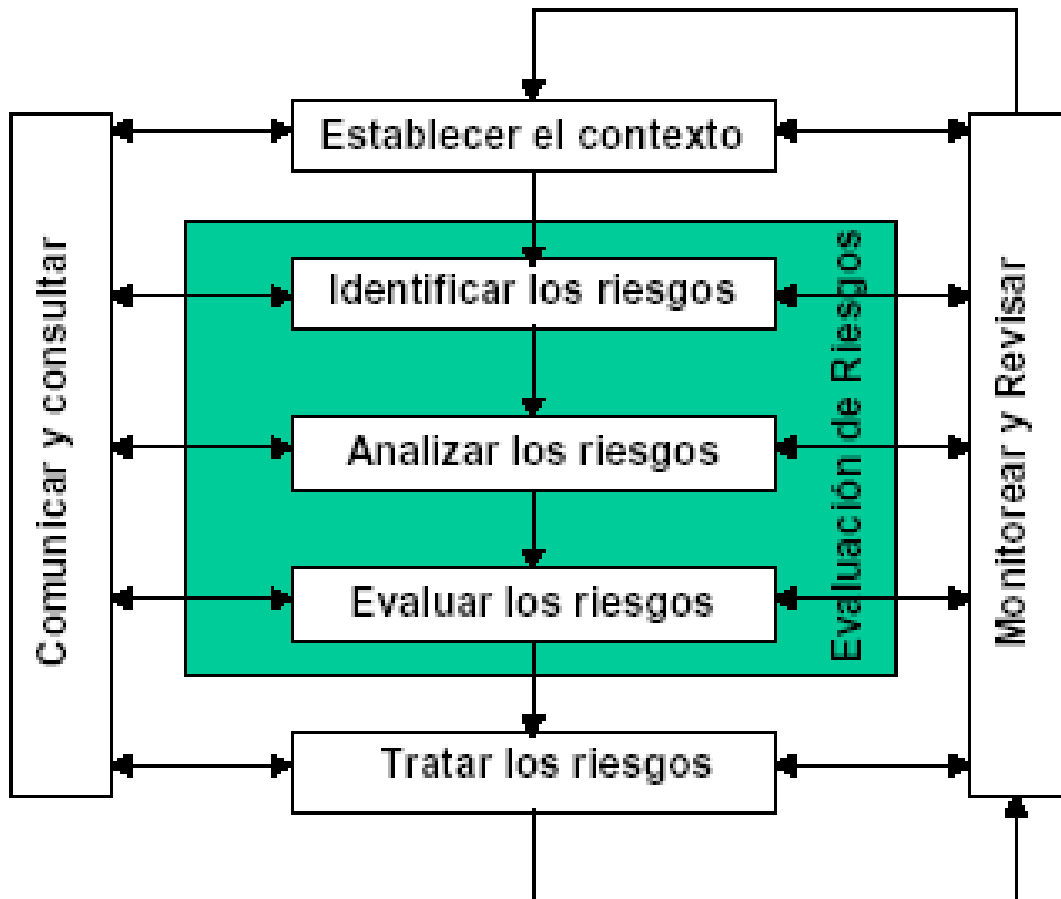 Establecer el contexto
Identificar los riesgos
Analizar los riesgos
Evaluar los riesgos
Tratar los riesgos
Comunicar y consultar
Evaluación de Riesgos
Monitorear y Revisar